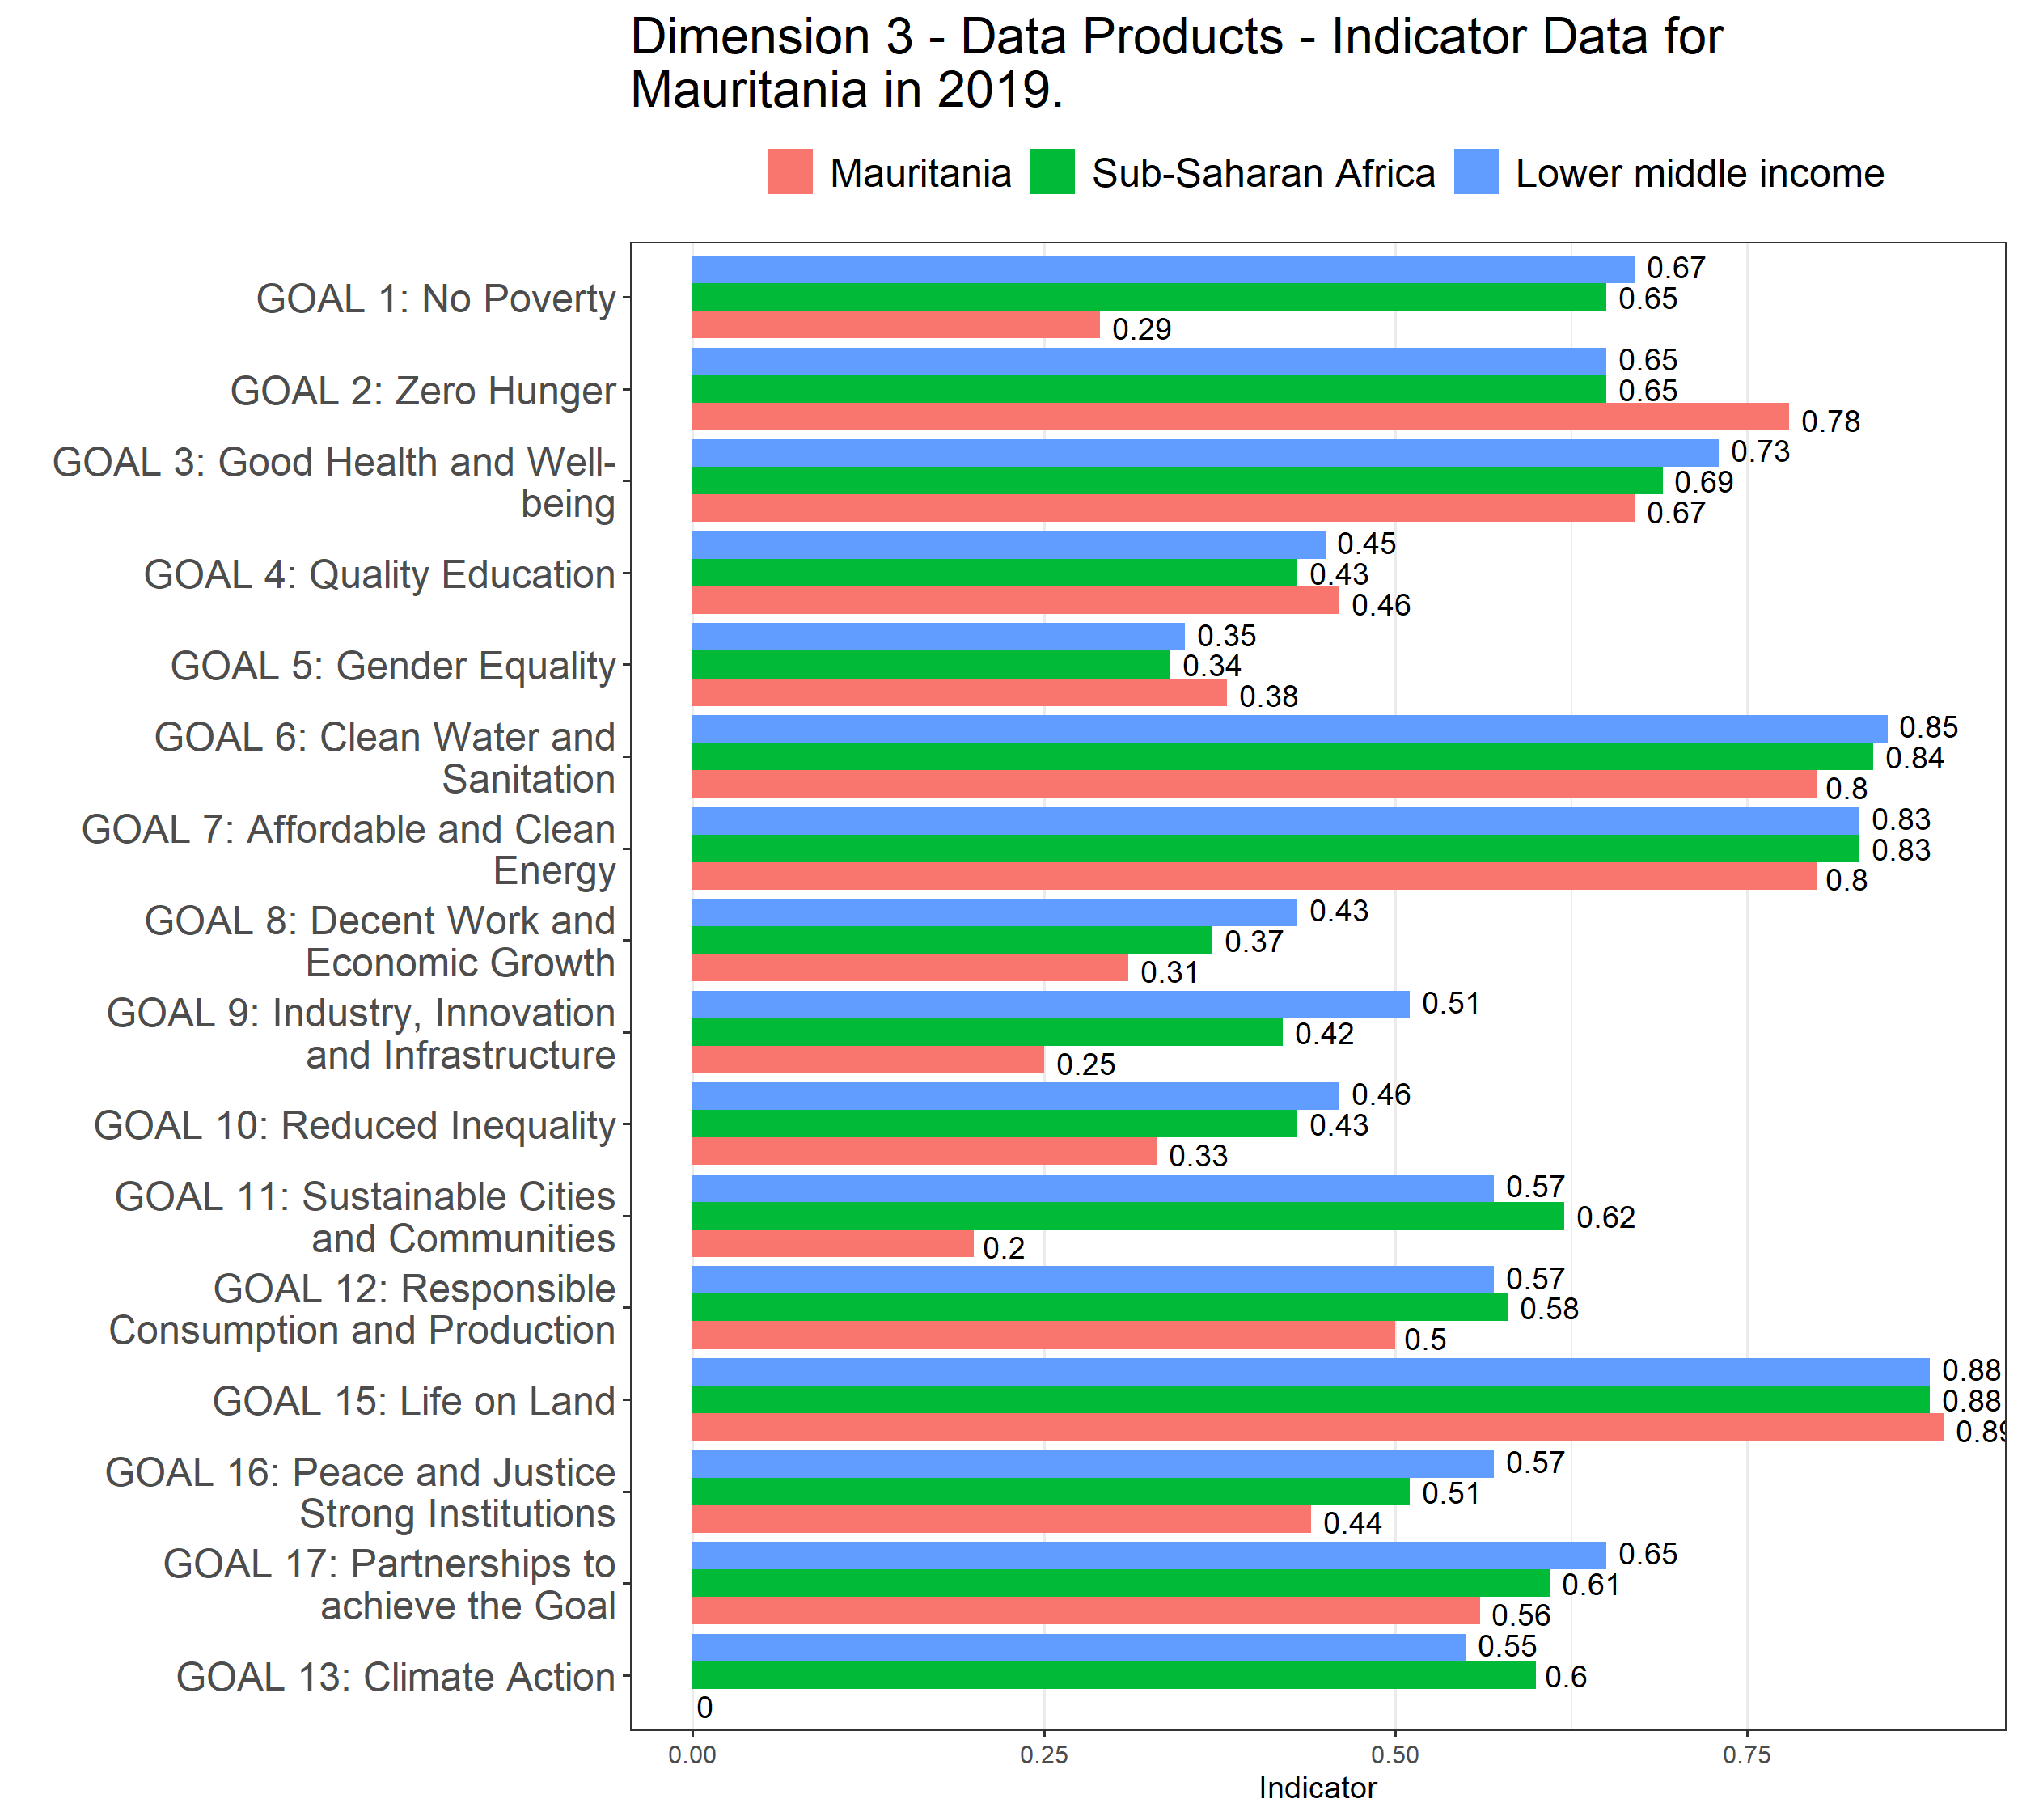 Dimension 3 - Data Products - Indicator Data for
Mauritania in 2019.
Mauritania Sub-Saharan Africa Lower middle income
GOAL 1: No Poverty
0.67
0.65
0.29
GOAL 2: Zero Hunger
0.65
0.65
0.78
GOAL 3: Good Health and Well-
being
0.73
0.69
0.67
GOAL 4: Quality Education
0.45
0.43
0.46
GOAL 5: Gender Equality
0.35
0.34
0.38
GOAL 6: Clean Water and
Sanitation
0.85
0.84
0.8
GOAL 7: Affordable and Clean
Energy
0.83
0.83
0.8
GOAL 8: Decent Work and
Economic Growth
0.43
0.37
0.31
GOAL 9: Industry, Innovation
and Infrastructure
0.51
0.42
0.25
GOAL 10: Reduced Inequality
0.46
0.43
0.33
GOAL 11: Sustainable Cities
and Communities
0.57
0.62
0.2
GOAL 12: Responsible
Consumption and Production
0.57
0.58
0.5
GOAL 15: Life on Land
0.88
0.88
0.89
GOAL 16: Peace and Justice
Strong Institutions
0.57
0.51
0.44
GOAL 17: Partnerships to
achieve the Goal
0.65
0.61
0.56
GOAL 13: Climate Action
0.55
0.6
0
0.00 0.25 0.50 0.75
Indicator